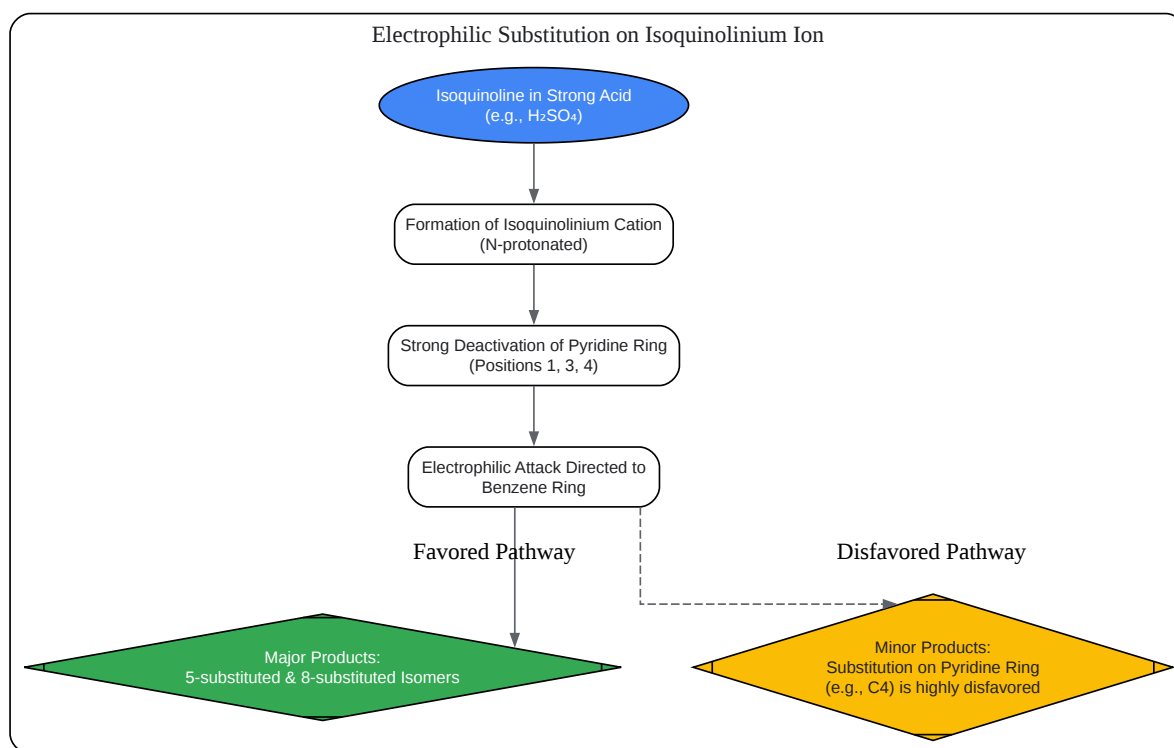 Electrophilic Substitution on Isoquinolinium Ion
Isoquinoline in Strong Acid
(e.g., H₂SO₄)
Formation of Isoquinolinium Cation
(N-protonated)
Strong Deactivation of Pyridine Ring
(Positions 1, 3, 4)
Electrophilic Attack Directed to
Benzene Ring
Favored Pathway
Disfavored Pathway
Major Products:
5-substituted & 8-substituted Isomers
Minor Products:
Substitution on Pyridine Ring
(e.g., C4) is highly disfavored